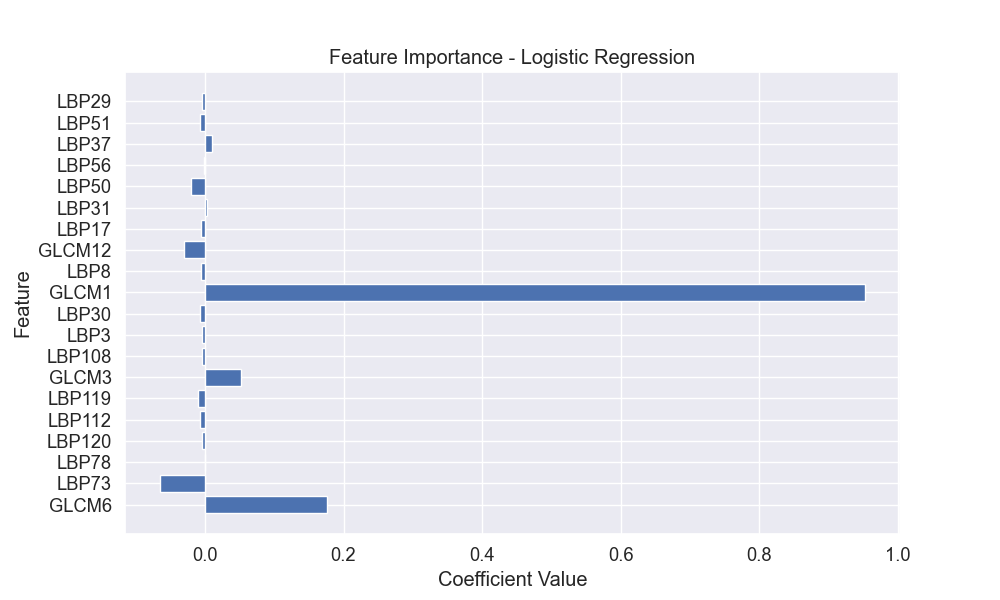 Feature Importance - Logistic Regression
Feature
LBP29
LBP51
LBP37
LBP56
LBP50
LBP31
LBP17
GLCM12
LBP8
GLCM1
LBP30
LBP3
LBP108
GLCM3
LBP119
LBP112
LBP120
LBP78
LBP73
GLCM6
0.0 0.2 0.4 0.6 0.8 1.0
Coefficient Value